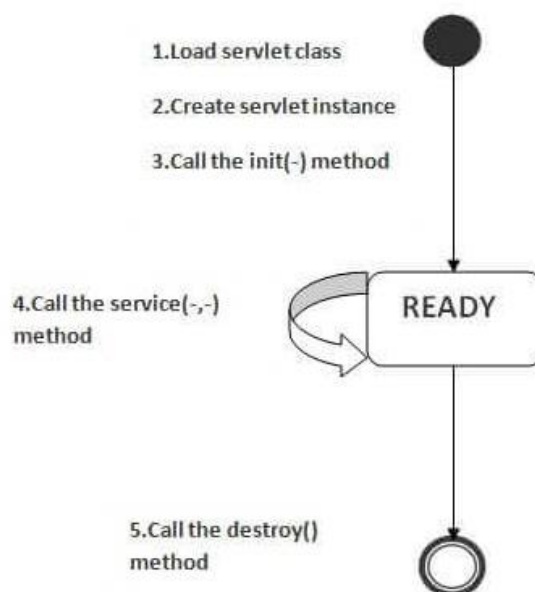 1.Load servlet class
2.Create servlet instance
3.Call the init(-) method
READY
4.Call the service(-,-)
method
5.Call the destroy()
method